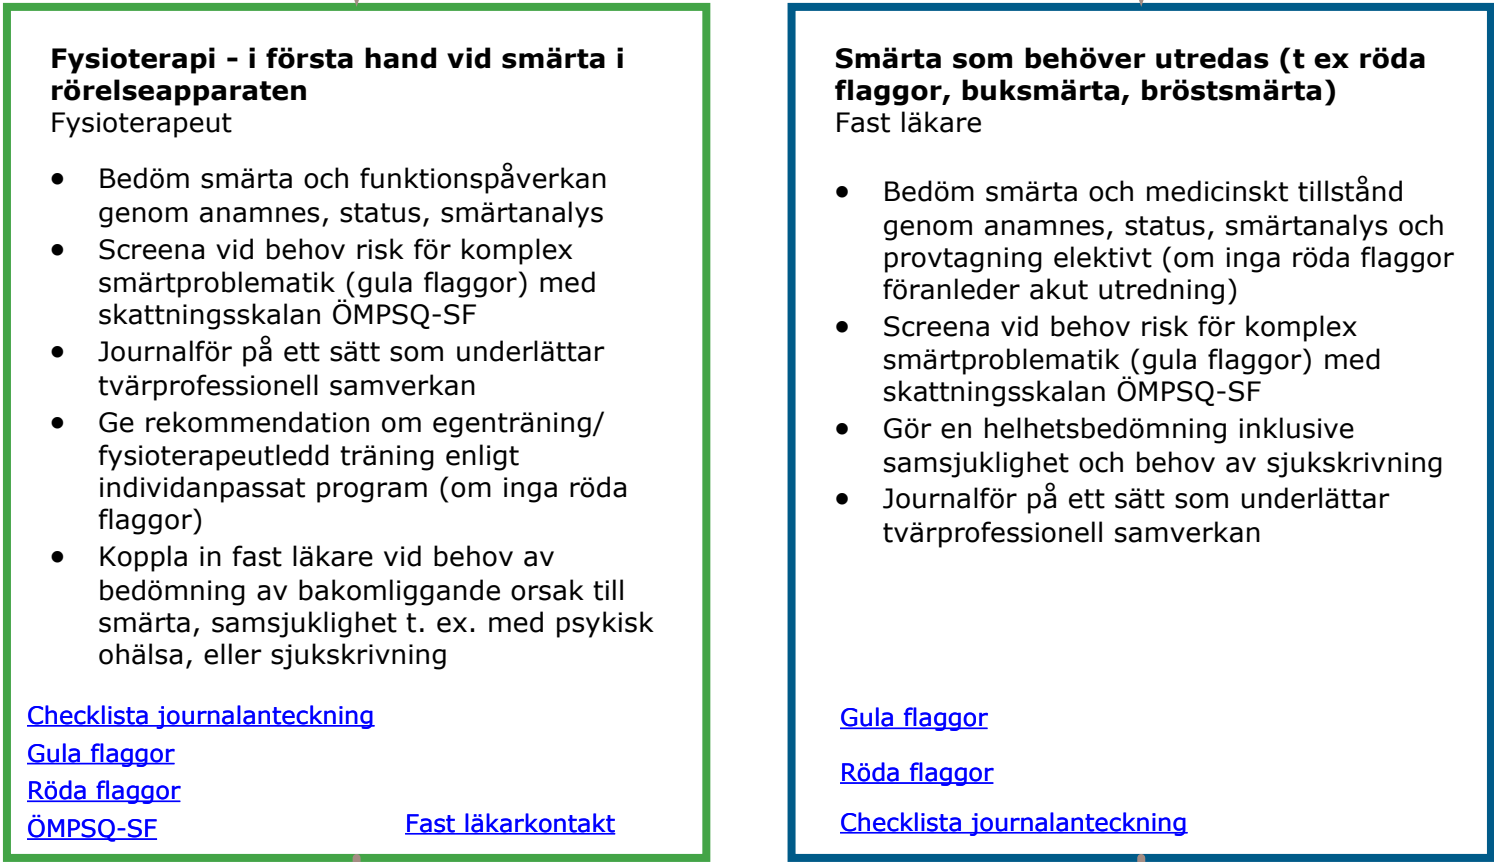 Fysioterapi - i första hand vid smärta i
rörelseapparaten
Fysioterapeut
• Bedöm smärta och funktionspåverkan
genom anamnes, status, smärtanalys
• Screena vid behov risk för komplex
smärtproblematik (gula flaggor) med
skattningsskalan ÖMPSQ-SF
• Journalför på ett sätt som underlättar
tvärprofessionell samverkan
• Ge rekommendation om egenträning/
fysioterapeutledd träning enligt
individanpassat program (om inga röda
flaggor)
• Koppla in fast läkare vid behov av
bedömning av bakomliggande orsak till
smärta, samsjuklighet t. ex. med psykisk
ohälsa, eller sjukskrivning
Checklista journalanteckning
Gula flaggor
Röda flaggor
ÖMPSQ-SF
Fast läkarkontakt
Smärta som behöver utredas (t ex röda
flaggor, buksmärta, bröstsmärta)
Fast läkare
• Bedöm smärta och medicinskt tillstånd
genom anamnes, status, smärtanalys och
provtagning elektivt (om inga röda flaggor
föranleder akut utredning)
• Screena vid behov risk för komplex
smärtproblematik (gula flaggor) med
skattningsskalan ÖMPSQ-SF
• Gör en helhetsbedömning inklusive
samsjuklighet och behov av sjukskrivning
• Journalför på ett sätt som underlättar
tvärprofessionell samverkan
Gula flaggor
Röda flaggor
Checklista journalanteckning